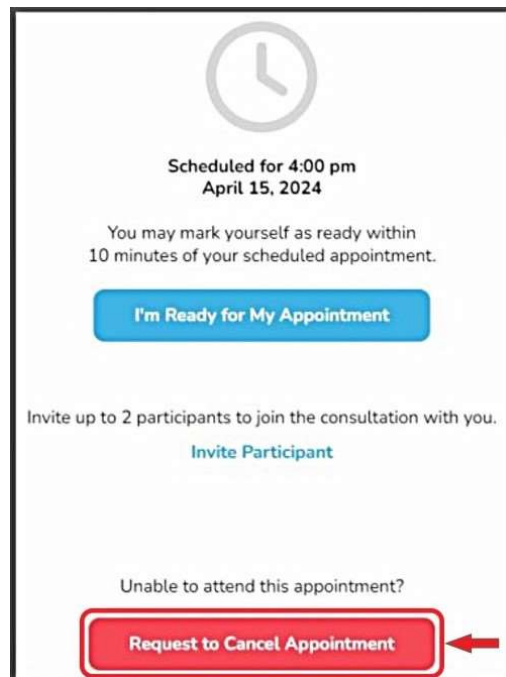 Scheduled for 4:00 pm
April 15, 2024
You may mark yourself as ready within
10 minutes of your scheduled appointment.
I'm Ready for My Appointment
Invite up to 2 participants to join the consultation with you.
Invite Participant
Unable to attend this appointment?
Request to Cancel Appointment